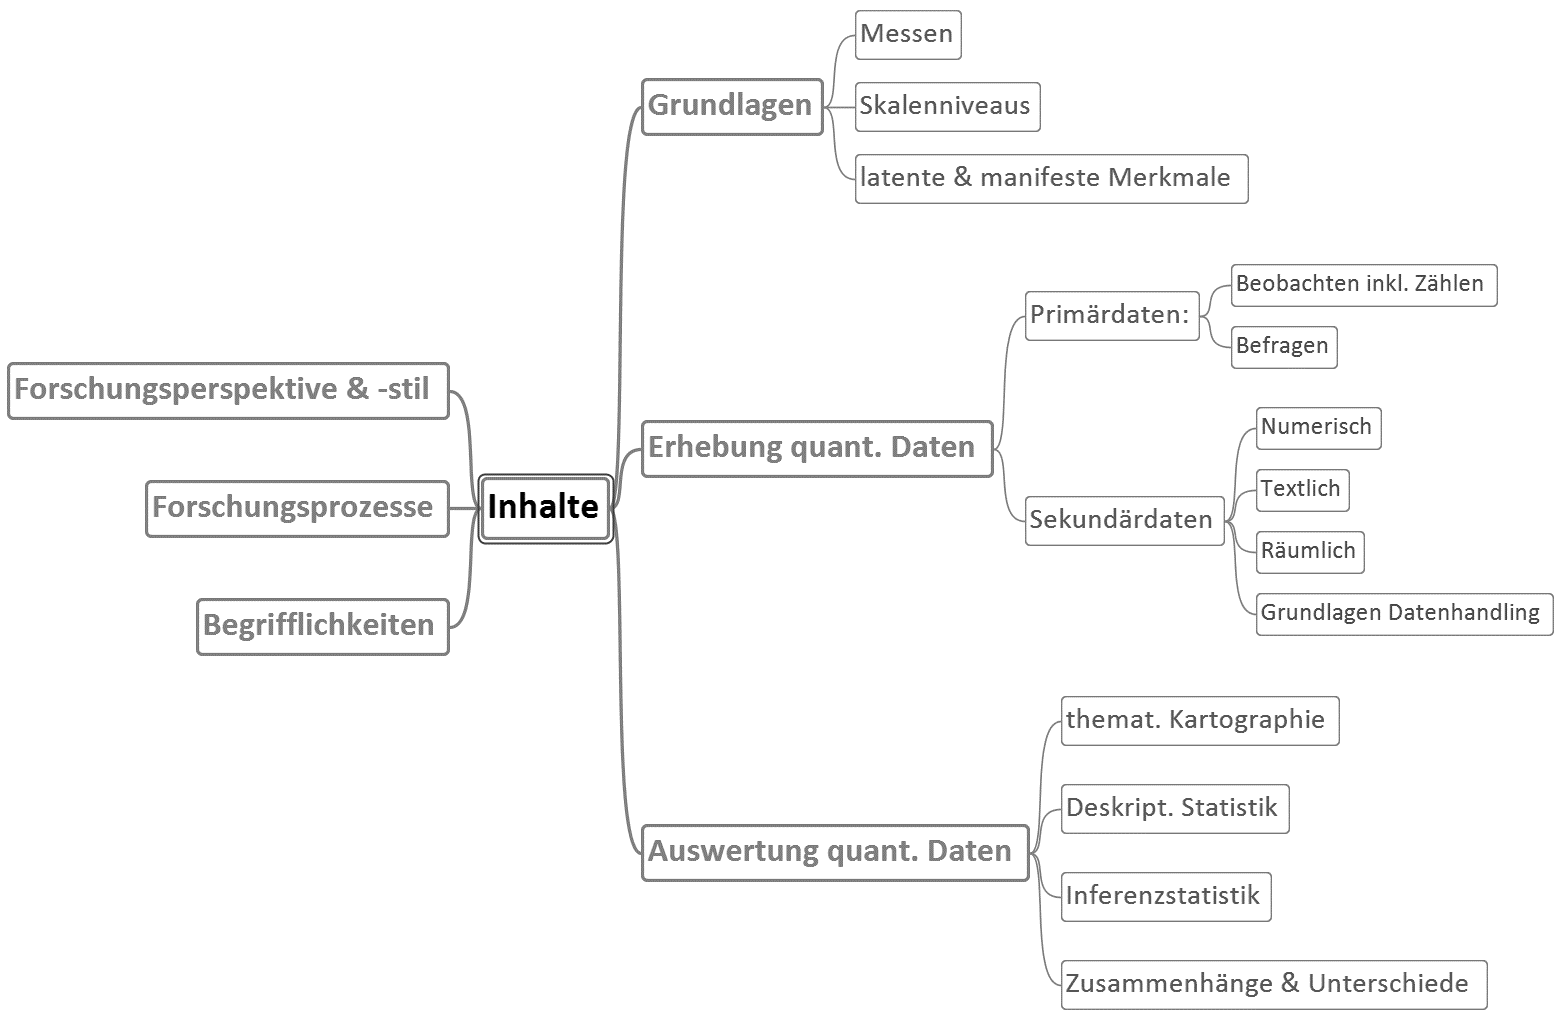 Inhalte
Forschungsperspektive & -stil
Forschungsprozesse
Begrifflichkeiten
Grundlagen
Messen
Skalenniveaus
latente & manifeste Merkmale
Erhebung quant. Daten
Primärdaten:
Beobachten inkl. Zählen
Befragen
Sekundärdaten
Numerisch
Textlich
Räumlich
Grundlagen Datenhandling
Auswertung quant. Daten
themat. Kartographie
Deskript. Statistik
Inferenzstatistik
Zusammenhänge & Unterschiede